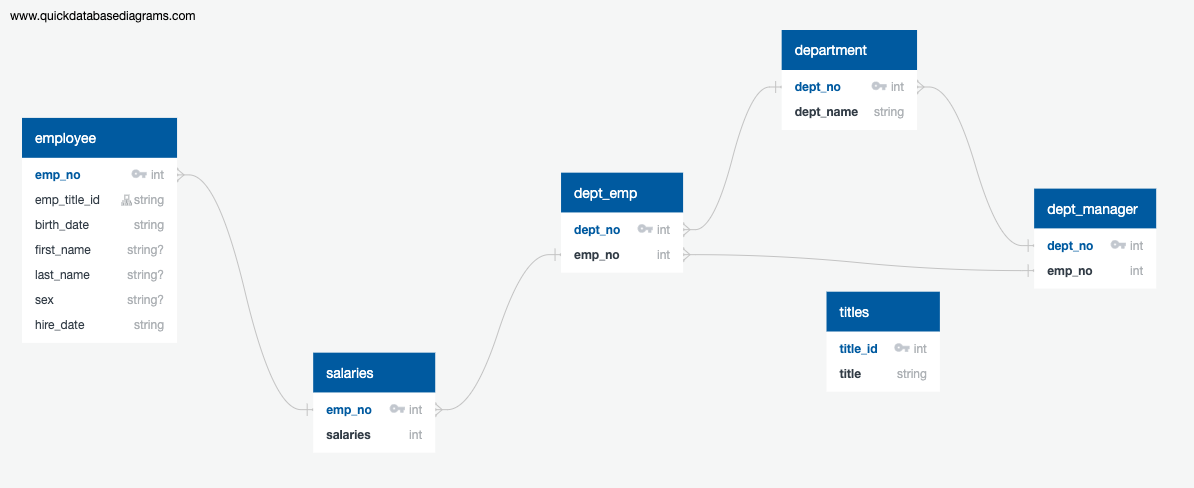 www.quickdatabasediagrams.com
employee
emp_no int
emp_title_id string
birth_date string
first_name string?
last_name string?
sex string?
hire_date string
salaries
emp_no int
salaries int
dept_emp
dept_no int
emp_no int
department
dept_no int
dept_name string
titles
title_id int
title string
dept_manager
dept_no int
emp_no int